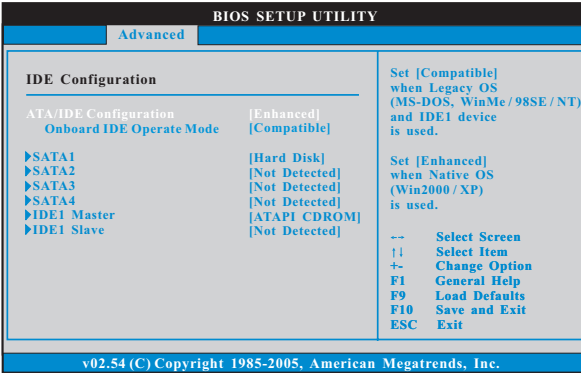 BIOS SETUP UTILITY
Advanced
IDE Configuration
ATA/IDE Configuration [Enhanced]
Onboard IDE Operate Mode [Compatible]
SATA1 [Hard Disk]
SATA2 [Not Detected]
SATA3 [Not Detected]
SATA4 [Not Detected]
IDE1 Master [ATAPI CDROM]
IDE1 Slave [Not Detected]
Set [Compatible]
when Legacy OS
(MS-DOS, WinMe / 98SE / NT)
and IDE1 device
is used.
Set [Enhanced]
when Native OS
(Win2000 / XP)
is used.
←→ Select Screen
↑↓ Select Item
+- Change Option
F1 General Help
F9 Load Defaults
F10 Save and Exit
ESC Exit
v02.54 (C) Copyright 1985-2005, American Megatrends, Inc.